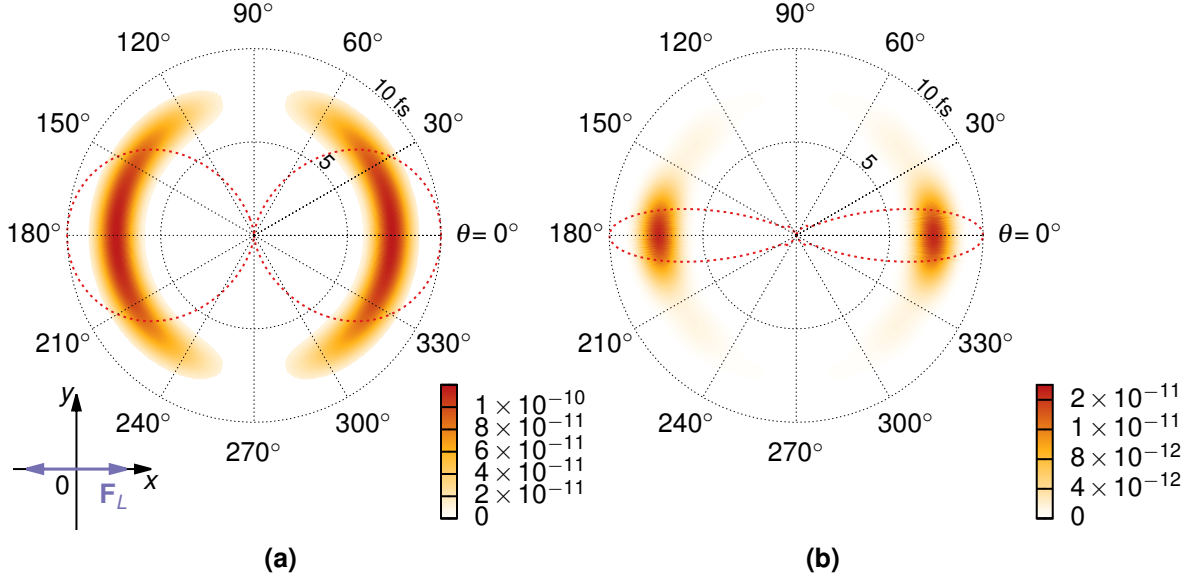 90°
120°
60°
150°
10 fs
30°
5
180°
θ= 0°
210°
330°
240°
300°
270°
y
0
x
F_L
1 × 10^−10
8 × 10^−11
6 × 10^−11
4 × 10^−11
2 × 10^−11
0
(a)
90°
120°
60°
150°
10 fs
30°
5
180°
θ= 0°
210°
330°
240°
300°
270°
2 × 10^−11
1 × 10^−11
8 × 10^−12
4 × 10^−12
0
(b)